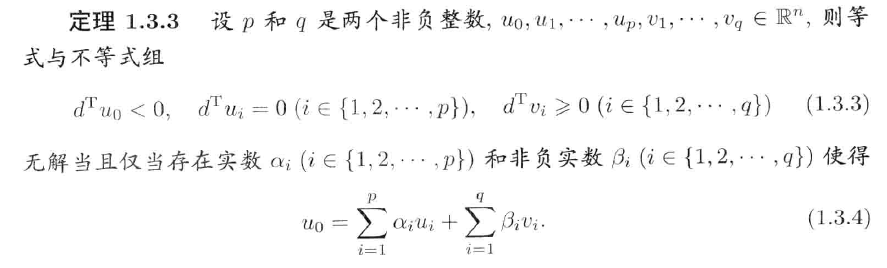 定理 1.3.3 设 p 和 q 是两个非负整数, u₀, u₁, ⋯ , uₚ, v₁, ⋯ , v_q ∈ ℝⁿ, 则等
式与不等式组
dᵀu₀ < 0, dᵀuᵢ = 0 (i ∈ {1, 2, ⋯ , p}), dᵀvᵢ ⩾ 0 (i ∈ {1, 2, ⋯ , q}) (1.3.3)
无解当且仅当存在实数 αᵢ (i ∈ {1, 2, ⋯ , p}) 和非负实数 βᵢ (i ∈ {1, 2, ⋯ , q}) 使得
u₀ = ∑_{i=1}^{p} αᵢuᵢ + ∑_{i=1}^{q} βᵢvᵢ. (1.3.4)